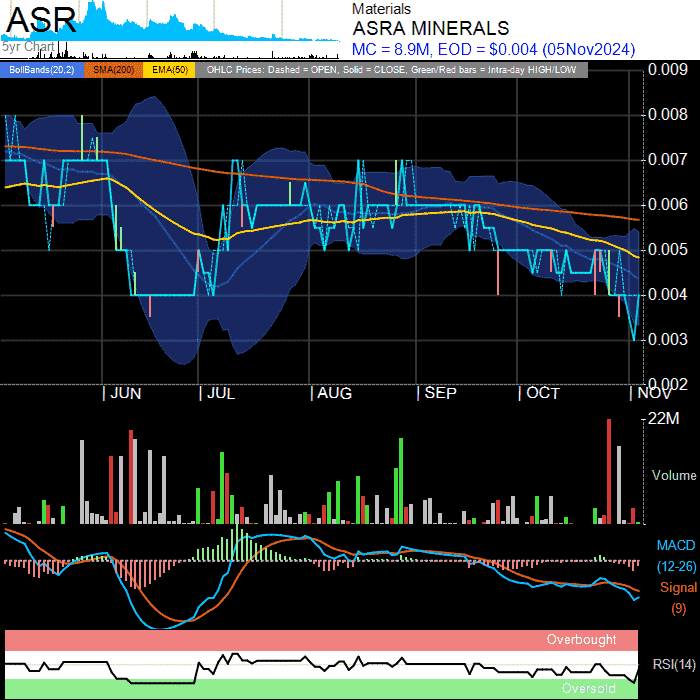 ASR
5yr Chart
Materials
ASRA MINERALS
MC = 8.9M, EOD = $0.004 (05Nov2024)
BollBands(20,2) SMA(200) EMA(50) OHLC Prices: Dashed = OPEN, Solid = CLOSE, Green/Red bars = Intra-day HIGH/LOW
0.009
0.008
0.007
0.006
0.005
0.004
0.003
0.002
JUN JUL AUG SEP OCT NOV
22M
Volume
MACD
(12-26)
Signal
(9)
Overbought
RSI(14)
Oversold